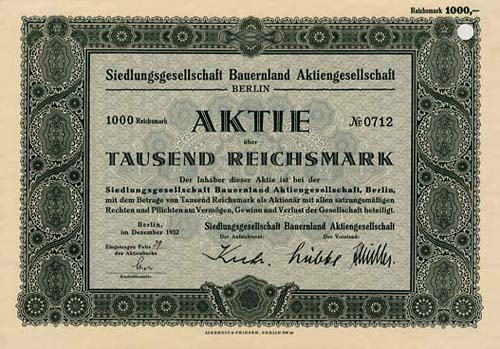 Reichsmark 1000,—
Siedlungsgesellschaft Bauernland Aktiengesellschaft
BERLIN
1000 Reichsmark AKTIE № 0712
über
TAUSEND REICHSMARK
Der Inhaber dieser Aktie ist bei der
Siedlungsgesellschaft Bauernland Aktiengesellschaft, Berlin,
mit dem Betrage von Tausend Reichsmark als Aktionär mit allen satzungsmäßigen
Rechten und Pflichten am Vermögen, Gewinn und Verlust der Gesellschaft beteiligt.
Berlin,
im Dezember 1932
Siedlungsgesellschaft Bauernland Aktiengesellschaft
Der Aufsichtsrat: Der Vorstand:
Eingetragen Folio
des Aktienbuchs
Kontrollbeamter